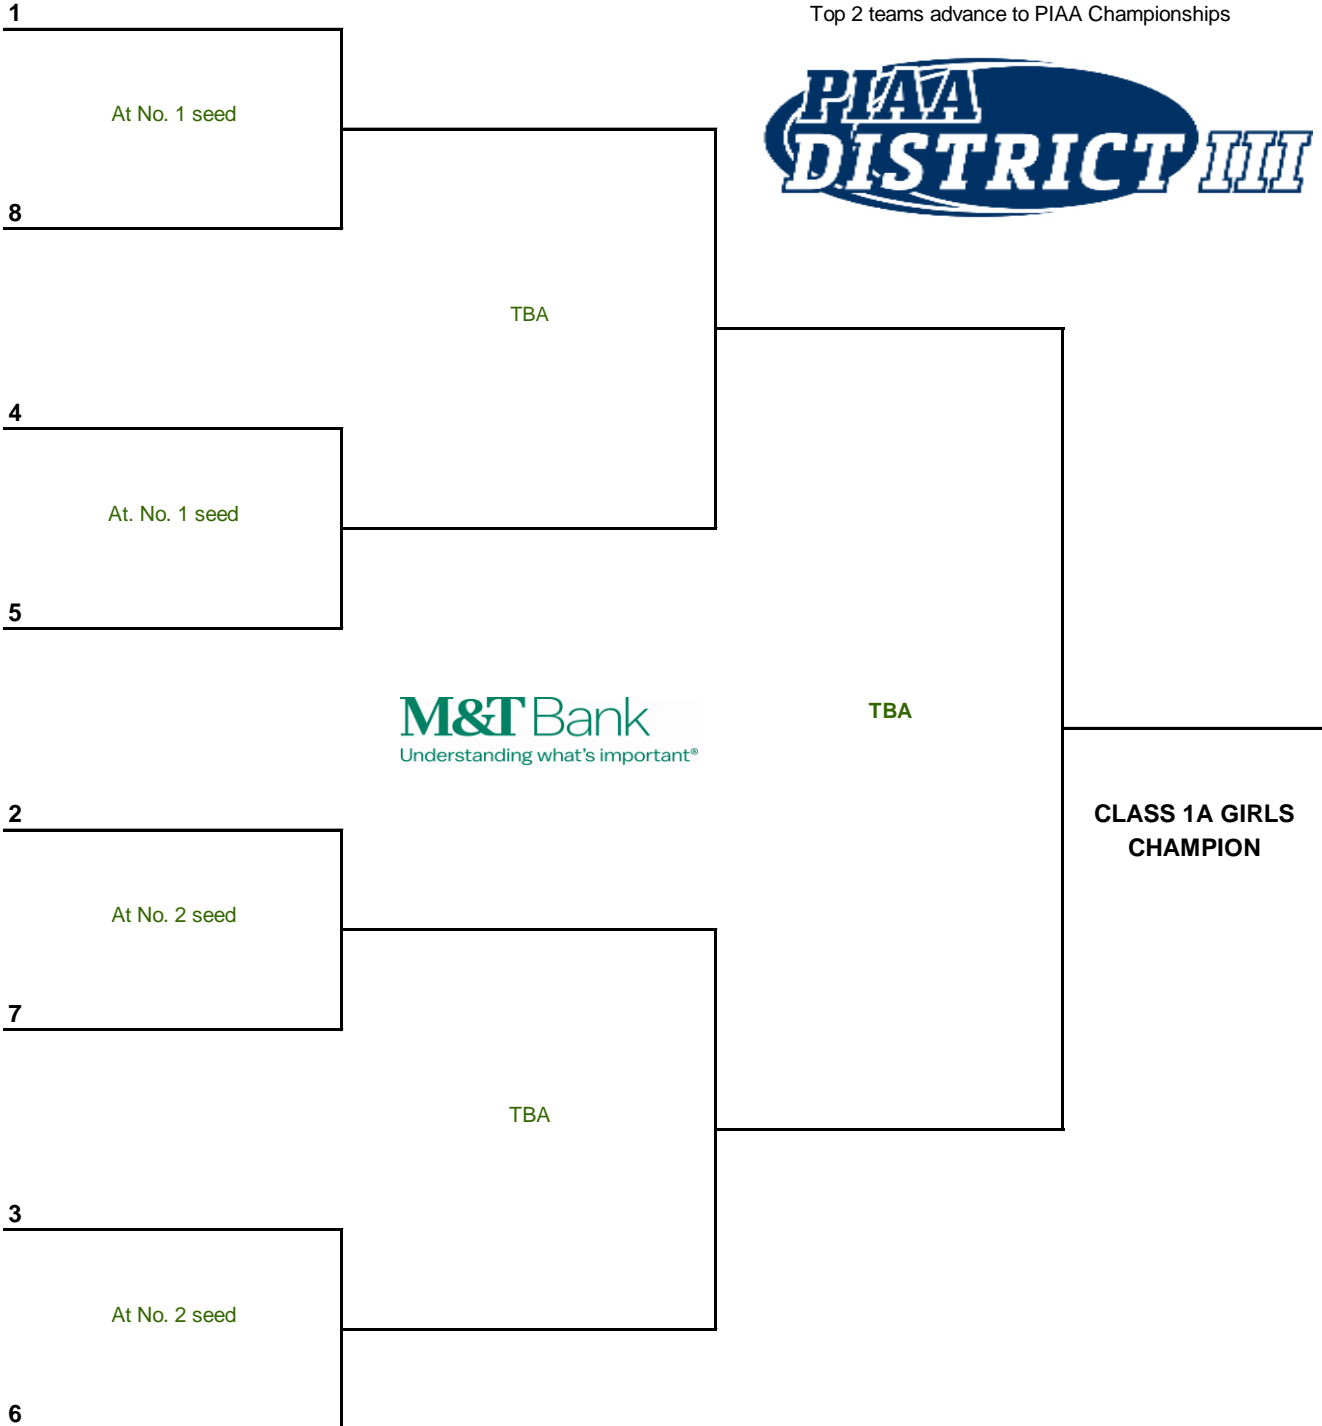 1
Top 2 teams advance to PIAA Championships
PIAA
DISTRICT III
At No. 1 seed
8
TBA
4
At. No. 1 seed
5
M&T Bank
Understanding what's important®
TBA
2
CLASS 1A GIRLS
CHAMPION
At No. 2 seed
7
TBA
3
At No. 2 seed
6